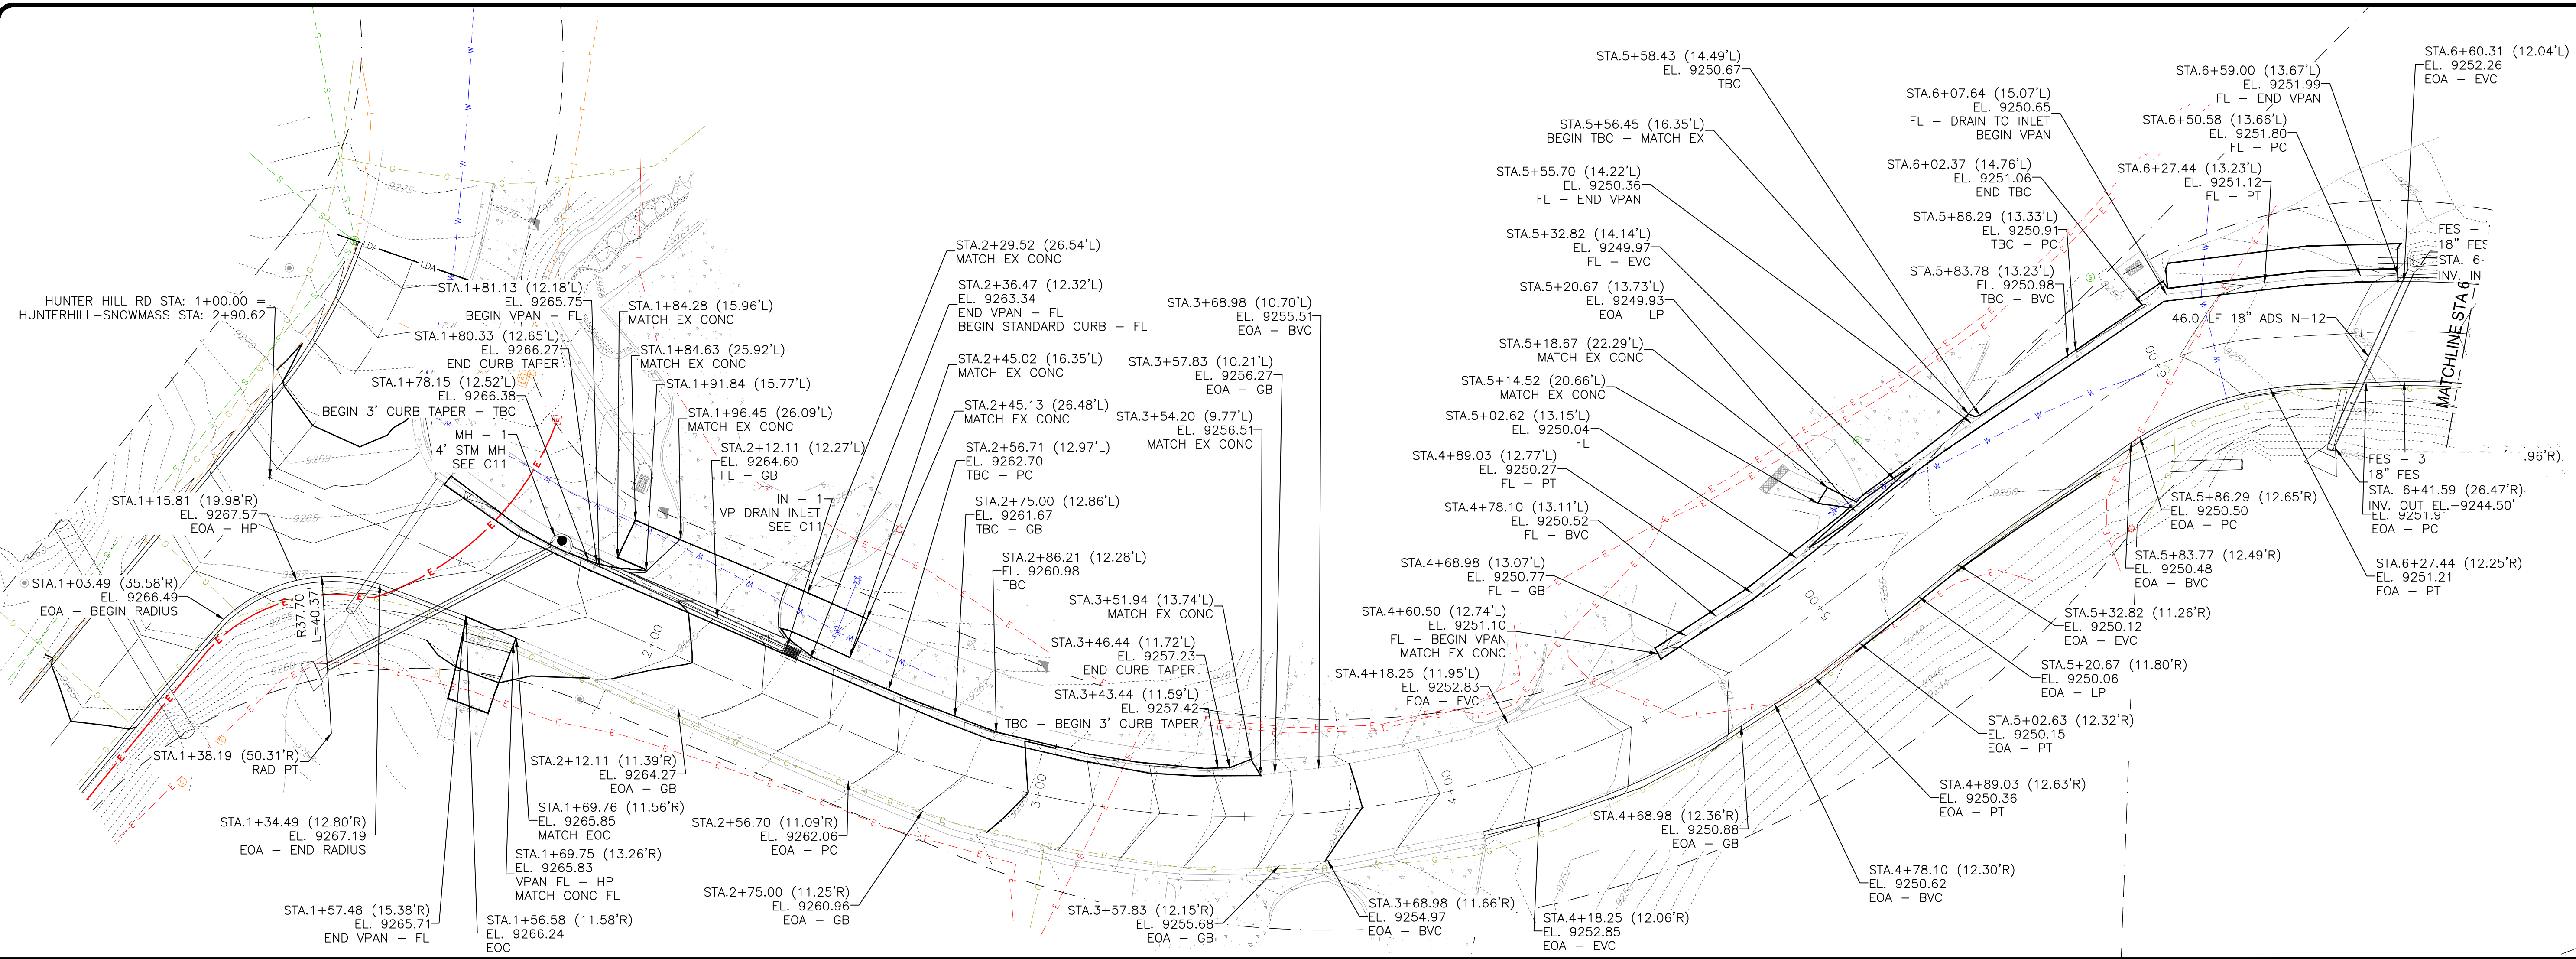 HUNTER HILL RD STA: 1+00.00 =
HUNTERHILL-SNOWMASS STA: 2+90.62
STA.1+15.81 (19.98'R)
EL. 9267.57
EOA - HP
STA.1+03.49 (35.58'R)
EL. 9266.49
EOA - BEGIN RADIUS
R37.70
L=40.37'
STA.1+38.19 (50.31'R)
RAD PT
STA.1+34.49 (12.80'R)
EL. 9267.19
EOA - END RADIUS
STA.1+57.48 (15.38'R)
EL. 9265.71
END VPAN - FL
STA.1+56.58 (11.58'R)
EL. 9266.24
EOC
STA.1+69.75 (13.26'R)
EL. 9265.83
VPAN FL - HP
MATCH CONC FL
STA.1+69.76 (11.56'R)
EL. 9265.85
MATCH EOC
STA.2+12.11 (11.39'R)
EL. 9264.27
EOA - GB
STA.2+56.70 (11.09'R)
EL. 9262.06
EOA - PC
STA.2+75.00 (11.25'R)
EL. 9260.96
EOA - GB
STA.1+81.13 (12.18'L)
EL. 9265.75
BEGIN VPAN - FL
STA.1+80.33 (12.65'L)
EL. 9266.27
END CURB TAPER
STA.1+78.15 (12.52'L)
EL. 9266.38
BEGIN 3' CURB TAPER - TBC
MH - 1
4' STM MH
SEE C11
STA.1+84.28 (15.96'L)
MATCH EX CONC
STA.1+84.63 (25.92'L)
MATCH EX CONC
STA.1+91.84 (15.77'L)
STA.1+96.45 (26.09'L)
MATCH EX CONC
STA.2+12.11 (12.27'L)
EL. 9264.60
FL - GB
IN - 1
VP DRAIN INLET
SEE C11
STA.2+29.52 (26.54'L)
MATCH EX CONC
STA.2+36.47 (12.32'L)
EL. 9263.34
END VPAN - FL
BEGIN STANDARD CURB - FL
STA.2+45.02 (16.35'L)
MATCH EX CONC
STA.2+45.13 (26.48'L)
MATCH EX CONC
STA.2+56.71 (12.97'L)
EL. 9262.70
TBC - PC
STA.2+75.00 (12.86'L)
EL. 9261.67
TBC - GB
STA.2+86.21 (12.28'L)
EL. 9260.98
TBC
STA.3+68.98 (10.70'L)
EL. 9255.51
EOA - BVC
STA.3+57.83 (10.21'L)
EL. 9256.27
EOA - GB
STA.3+54.20 (9.77'L)
EL. 9256.51
MATCH EX CONC
STA.3+51.94 (13.74'L)
MATCH EX CONC
STA.3+46.44 (11.72'L)
EL. 9257.23
END CURB TAPER
STA.3+43.44 (11.59'L)
EL. 9257.42
TBC - BEGIN 3' CURB TAPER
STA.3+57.83 (12.15'R)
EL. 9255.68
EOA - GB
STA.3+68.98 (11.66'R)
EL. 9254.97
EOA - BVC
STA.4+18.25 (12.06'R)
EL. 9252.85
EOA - EVC
STA.5+58.43 (14.49'L)
EL. 9250.67
TBC
STA.5+56.45 (16.35'L)
BEGIN TBC - MATCH EX
STA.5+55.70 (14.22'L)
EL. 9250.36
FL - END VPAN
STA.5+32.82 (14.14'L)
EL. 9249.97
FL - EVC
STA.5+20.67 (13.73'L)
EL. 9249.93
EOA - LP
STA.5+18.67 (22.29'L)
MATCH EX CONC
STA.5+14.52 (20.66'L)
MATCH EX CONC
STA.5+02.62 (13.15'L)
EL. 9250.04
FL
STA.4+89.03 (12.77'L)
EL. 9250.27
FL - PT
STA.4+78.10 (13.11'L)
EL. 9250.52
FL - BVC
STA.4+68.98 (13.07'L)
EL. 9250.77
FL - GB
STA.4+60.50 (12.74'L)
EL. 9251.10
FL - BEGIN VPAN
MATCH EX CONC
STA.4+18.25 (11.95'L)
EL. 9252.83
EOA - EVC
STA.4+68.98 (12.36'R)
EL. 9250.88
EOA - GB
STA.4+78.10 (12.30'R)
EL. 9250.62
EOA - BVC
STA.4+89.03 (12.63'R)
EL. 9250.36
EOA - PT
STA.5+02.63 (12.32'R)
EL. 9250.15
EOA - PT
STA.5+20.67 (11.80'R)
EL. 9250.06
EOA - LP
STA.5+32.82 (11.26'R)
EL. 9250.12
EOA - EVC
STA.5+83.77 (12.49'R)
EL. 9250.48
EOA - BVC
STA.5+86.29 (12.65'R)
EL. 9250.50
EOA - PC
STA.6+27.44 (12.25'R)
EL. 9251.21
EOA - PT
STA.6+60.31 (12.04'L)
EL. 9252.26
EOA - EVC
STA.6+59.00 (13.67'L)
EL. 9251.99
FL - END VPAN
STA.6+50.58 (13.66'L)
EL. 9251.80
FL - PC
STA.6+07.64 (15.07'L)
EL. 9250.65
FL - DRAIN TO INLET
BEGIN VPAN
STA.6+02.37 (14.76'L)
EL. 9251.06
END TBC
STA.6+27.44 (13.23'L)
EL. 9251.12
FL - PT
STA.5+86.29 (13.33'L)
EL. 9250.91
TBC - PC
STA.5+83.78 (13.23'L)
EL. 9250.98
TBC - BVC
46.0 LF 18" ADS N-12
FES -
18" FES
STA. 6-
INV. IN
MATCHLINE STA 6
FES - 3
18" FES
STA. 6+41.59 (26.47'R)
INV. OUT EL.-9244.50'
EL. 9251.91
EOA - PC
.96'R)
2+00
3+00
4+00
5+00
6+00
LDA
LDA
9275
9269
9268
9250
9249
9245
9244